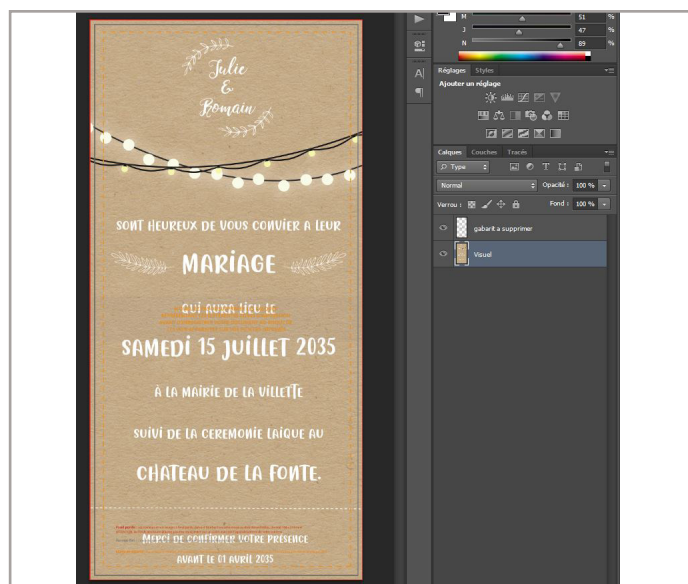 Julie
&
Romain
SONT HEUREUX DE VOUS CONVIER A LEUR
MARIAGE
QUI AURA LIEU LE
SAMEDI 15 JUILLET 2035
À LA MAIRIE DE LA VILLETTE
SUIVI DE LA CEREMONIE LAIQUE AU
CHATEAU DE LA FONTE.
MERCI DE CONFIRMER VOTRE PRESENCE
AVANT LE 01 AVRIL 2035
M 51 %
J 47 %
N 89 %
Réglages Styles
Ajouter un réglage
Calques Couches Tracés
Type
Normal Opacité : 100 %
Verrou : Fond : 100 %
gabarit a supprimer
Visuel